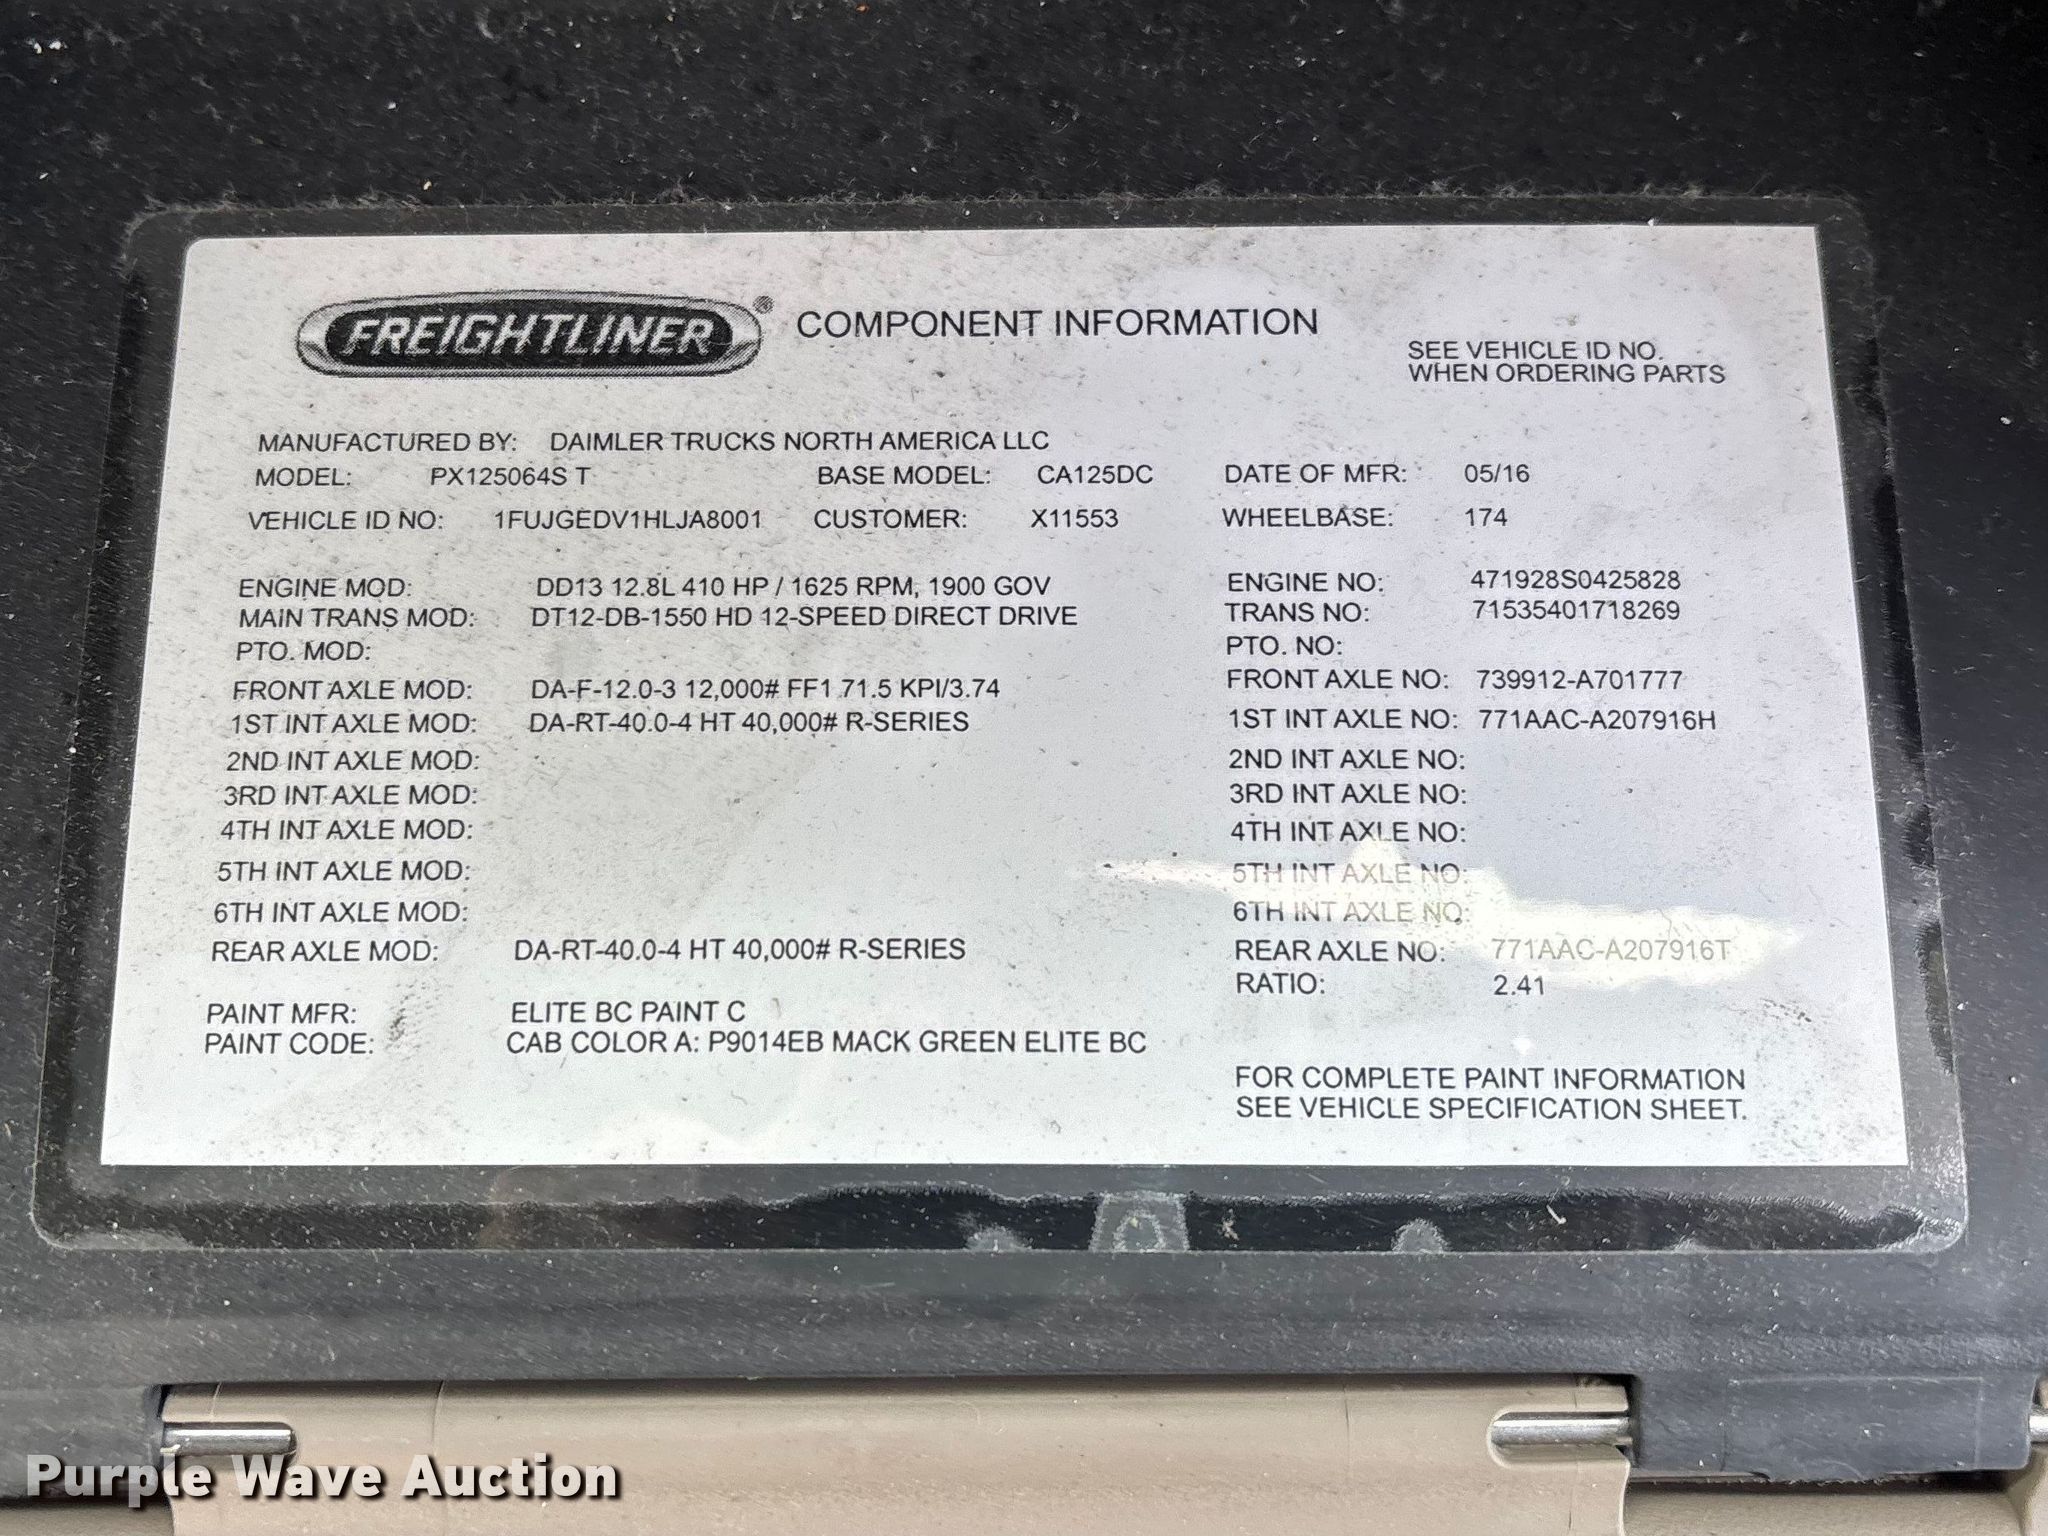 FREIGHTLINER® COMPONENT INFORMATION
SEE VEHICLE ID NO.
WHEN ORDERING PARTS
MANUFACTURED BY: DAIMLER TRUCKS NORTH AMERICA LLC
MODEL: PX125064S T BASE MODEL: CA125DC DATE OF MFR: 05/16
VEHICLE ID NO: 1FUJGEDV1HLJA8001 CUSTOMER: X11553 WHEELBASE: 174
ENGINE MOD: DD13 12.8L 410 HP / 1625 RPM, 1900 GOV ENGINE NO: 471928S0425828
MAIN TRANS MOD: DT12-DB-1550 HD 12-SPEED DIRECT DRIVE TRANS NO: 71535401718269
PTO. MOD: PTO. NO:
FRONT AXLE MOD: DA-F-12.0-3 12,000# FF1 71.5 KPI/3.74 FRONT AXLE NO: 739912-A701777
1ST INT AXLE MOD: DA-RT-40.0-4 HT 40,000# R-SERIES 1ST INT AXLE NO: 771AAC-A207916H
2ND INT AXLE MOD: 2ND INT AXLE NO:
3RD INT AXLE MOD: 3RD INT AXLE NO:
4TH INT AXLE MOD: 4TH INT AXLE NO:
5TH INT AXLE MOD: 5TH INT AXLE NO:
6TH INT AXLE MOD: 6TH INT AXLE NO:
REAR AXLE MOD: DA-RT-40.0-4 HT 40,000# R-SERIES REAR AXLE NO: 771AAC-A207916T
RATIO: 2.41
PAINT MFR: ELITE BC PAINT C
PAINT CODE: CAB COLOR A: P9014EB MACK GREEN ELITE BC
FOR COMPLETE PAINT INFORMATION
SEE VEHICLE SPECIFICATION SHEET.
Purple Wave Auction